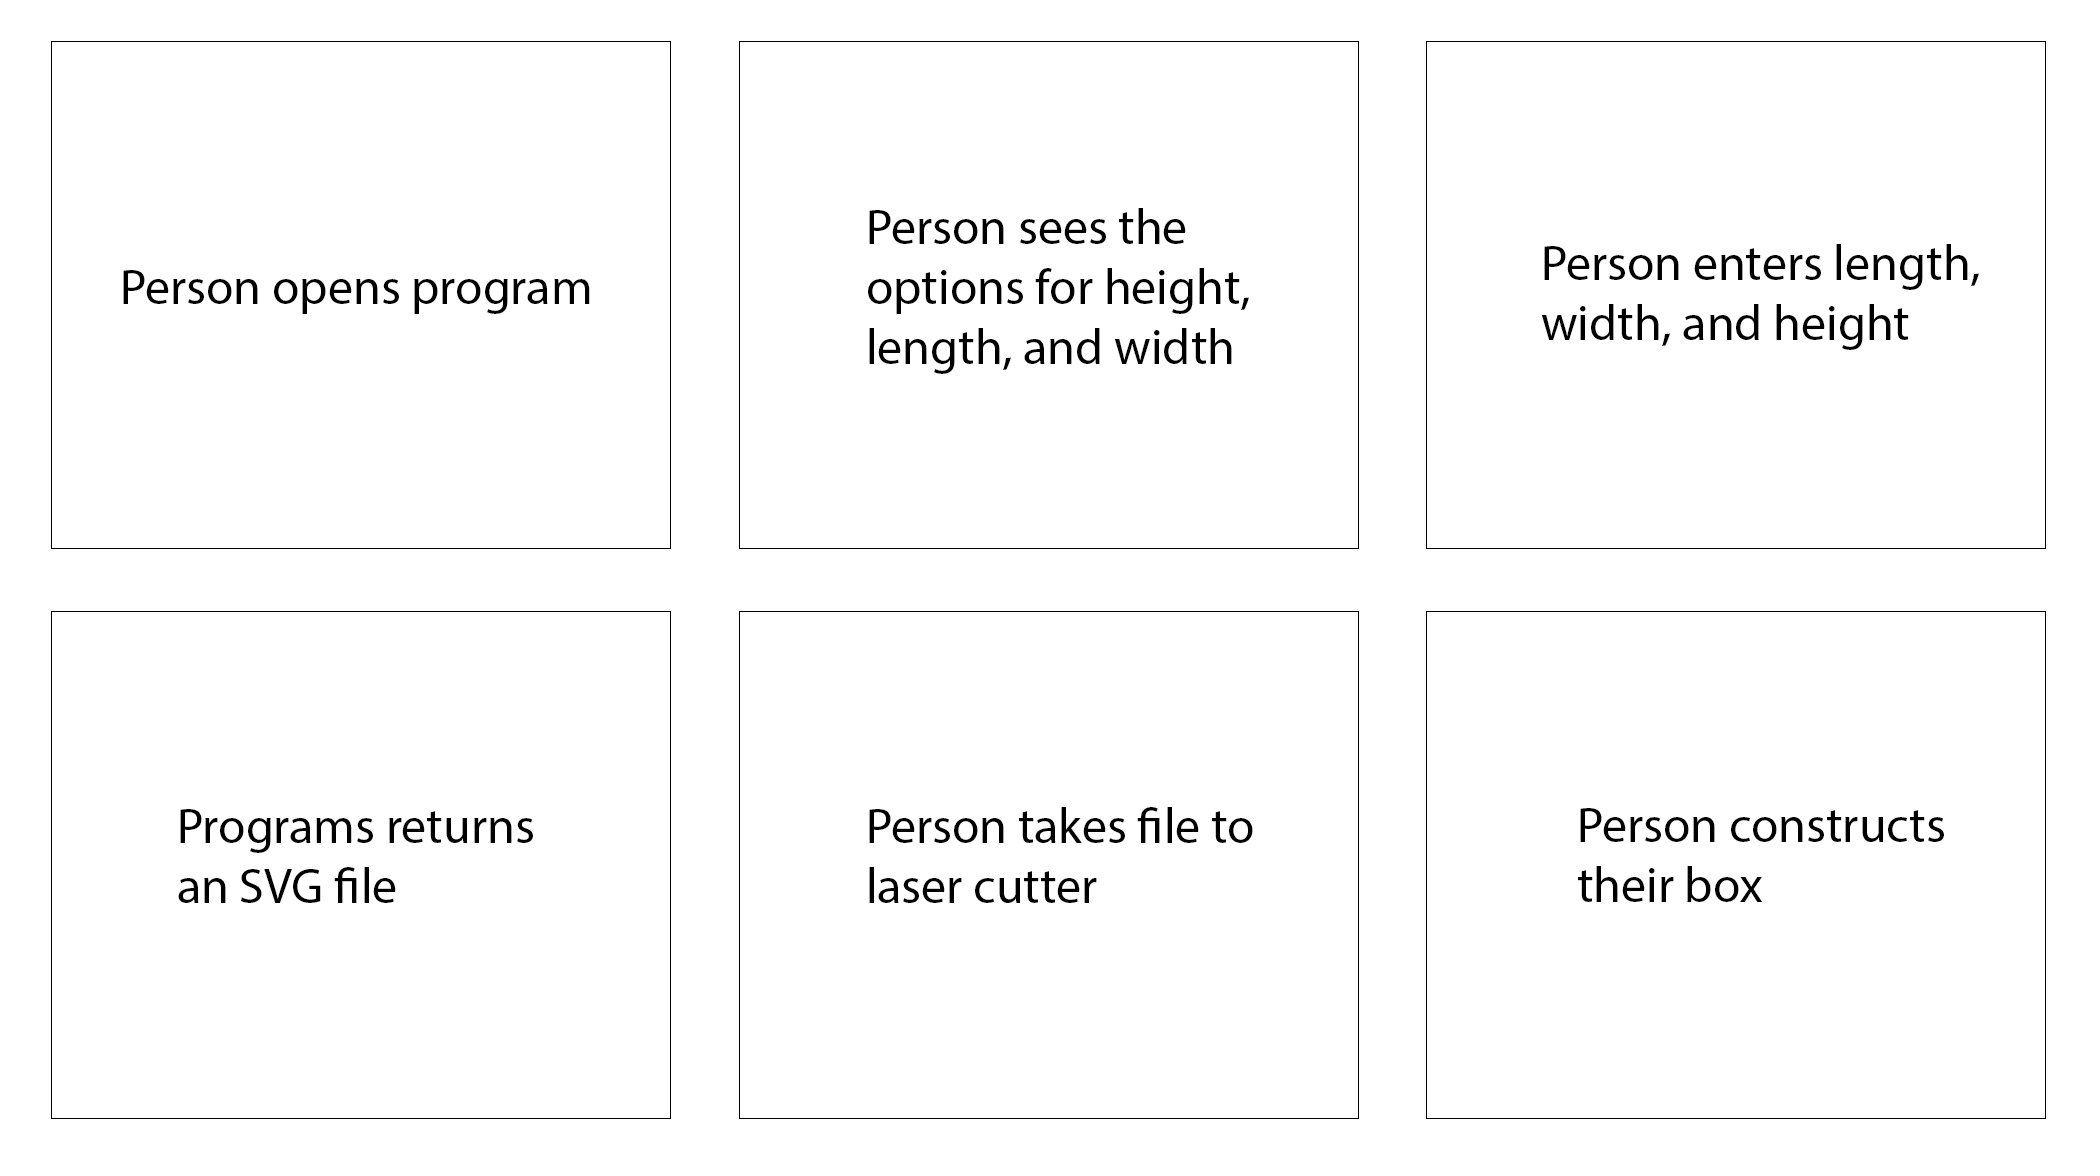 Person opens program
Person sees the
options for height,
length, and width
Person enters length,
width, and height
Programs returns
an SVG file
Person takes file to
laser cutter
Person constructs
their box